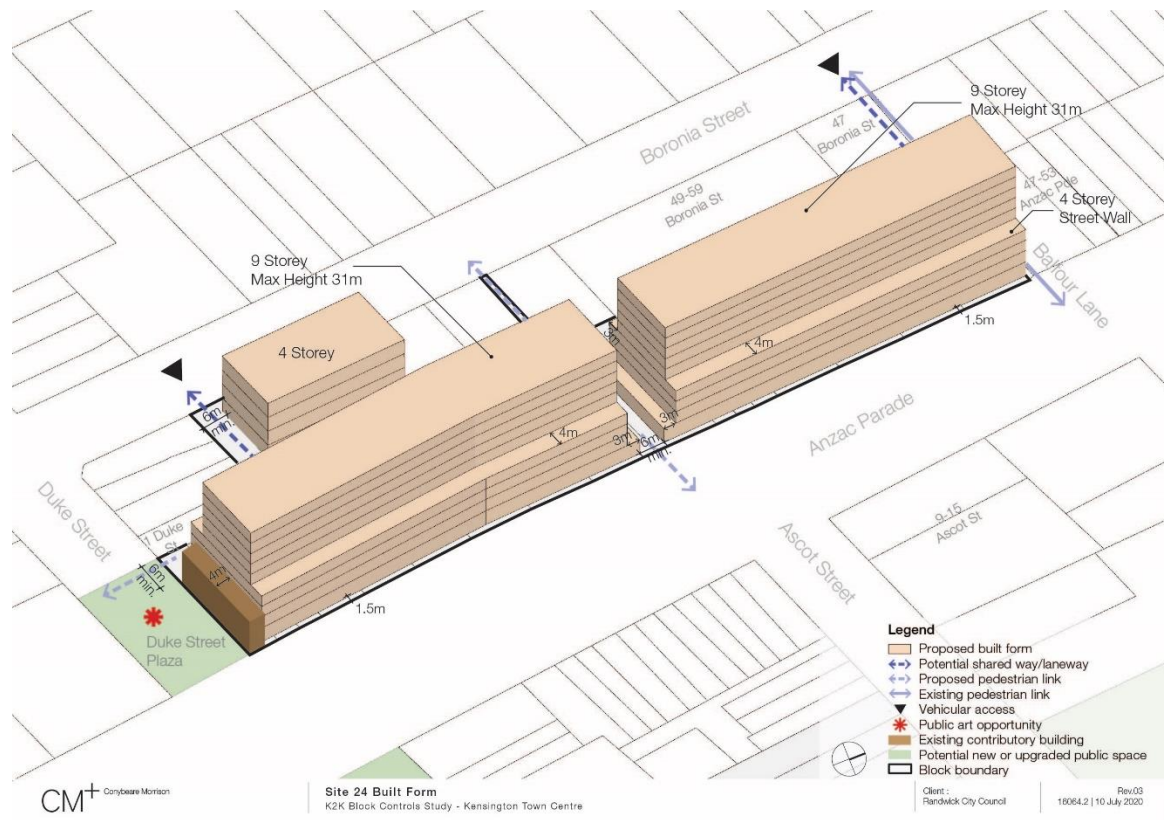 9 Storey
Max Height 31m
Boronia Street
47
Boronia St
49-59
Boronia St
47-53
Anzac Pde
4 Storey
Street Wall
Balfour Lane
9 Storey
Max Height 31m
4 Storey
3m
4m
1.5m
3m
4m
3m
6m
min.
Anzac Parade
6m
min.
Duke Street
1 Duke
St
4m
6m
min.
1.5m
Duke Street
Plaza
9-15
Ascot St
Ascot Street
Legend
Proposed built form
Potential shared way/laneway
Proposed pedestrian link
Existing pedestrian link
Vehicular access
Public art opportunity
Existing contributory building
Potential new or upgraded public space
Block boundary
CM+ Conybeare Morrison
Site 24 Built Form
K2K Block Controls Study - Kensington Town Centre
Client :
Randwick City Council
Rev.03
16064.2 | 10 July 2020